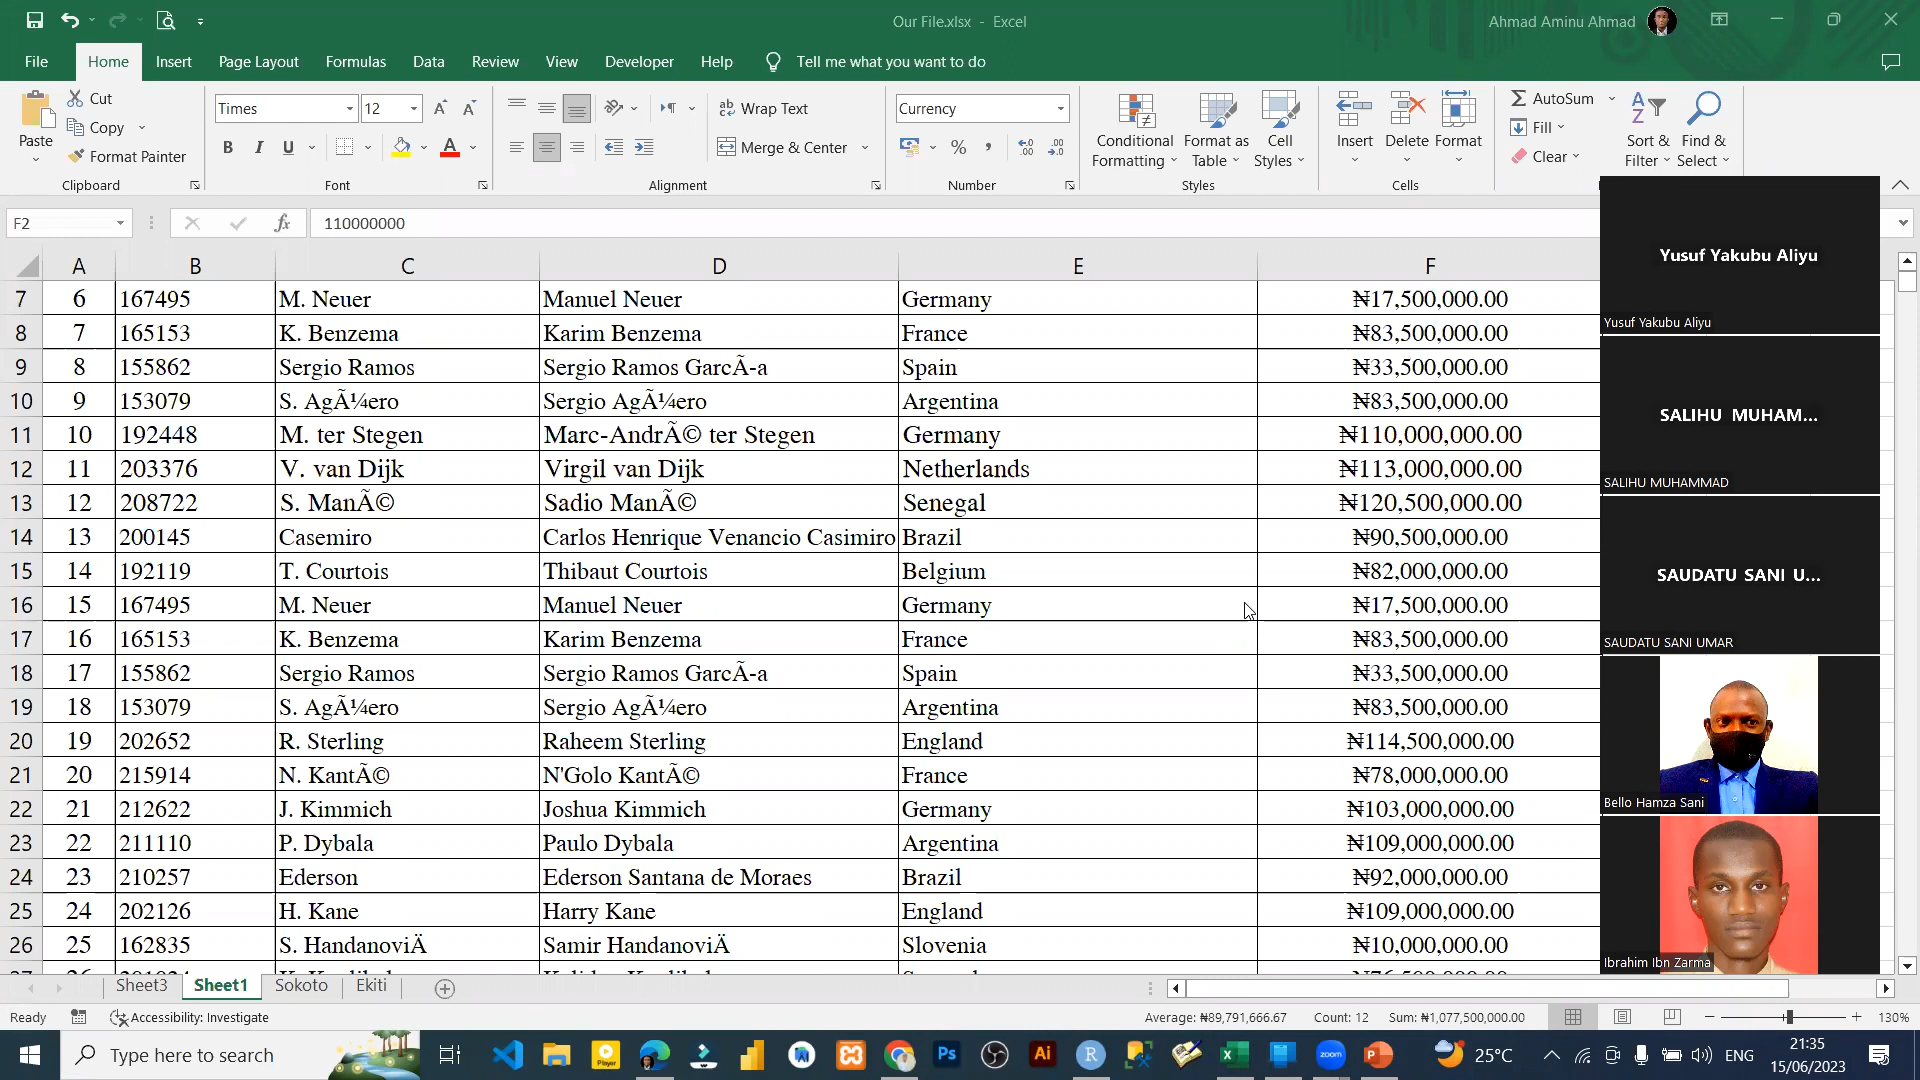 Our File.xlsx - Excel
Ahmad Aminu Ahmad
File Home Insert Page Layout Formulas Data Review View Developer Help Tell me what you want to do
Paste
Cut
Copy
Format Painter
Clipboard
Times 12
B I U
Font
Wrap Text
Merge & Center
Alignment
Currency
% ,
Number
Conditional Formatting
Format as Table
Cell Styles
Styles
Insert Delete Format
Cells
AutoSum
Fill
Clear
Sort & Filter
Find & Select
F2 fx 110000000
A B C D E F
7 6 167495 M. Neuer Manuel Neuer Germany ₦17,500,000.00
8 7 165153 K. Benzema Karim Benzema France ₦83,500,000.00
9 8 155862 Sergio Ramos Sergio Ramos GarcÃ-a Spain ₦33,500,000.00
10 9 153079 S. AgÃ¼ero Sergio AgÃ¼ero Argentina ₦83,500,000.00
11 10 192448 M. ter Stegen Marc-AndrÃ© ter Stegen Germany ₦110,000,000.00
12 11 203376 V. van Dijk Virgil van Dijk Netherlands ₦113,000,000.00
13 12 208722 S. ManÃ© Sadio ManÃ© Senegal ₦120,500,000.00
14 13 200145 Casemiro Carlos Henrique Venancio Casimiro Brazil ₦90,500,000.00
15 14 192119 T. Courtois Thibaut Courtois Belgium ₦82,000,000.00
16 15 167495 M. Neuer Manuel Neuer Germany ₦17,500,000.00
17 16 165153 K. Benzema Karim Benzema France ₦83,500,000.00
18 17 155862 Sergio Ramos Sergio Ramos GarcÃ-a Spain ₦33,500,000.00
19 18 153079 S. AgÃ¼ero Sergio AgÃ¼ero Argentina ₦83,500,000.00
20 19 202652 R. Sterling Raheem Sterling England ₦114,500,000.00
21 20 215914 N. KantÃ© N'Golo KantÃ© France ₦78,000,000.00
22 21 212622 J. Kimmich Joshua Kimmich Germany ₦103,000,000.00
23 22 211110 P. Dybala Paulo Dybala Argentina ₦109,000,000.00
24 23 210257 Ederson Ederson Santana de Moraes Brazil ₦92,000,000.00
25 24 202126 H. Kane Harry Kane England ₦109,000,000.00
26 25 162835 S. HandanoviÄ Samir HandanoviÄ Slovenia ₦10,000,000.00
Yusuf Yakubu Aliyu
Yusuf Yakubu Aliyu
SALIHU MUHAM...
SALIHU MUHAMMAD
SAUDATU SANI U...
SAUDATU SANI UMAR
Bello Hamza Sani
Ibrahim Ibn Zarma
Sheet3 Sheet1 Sokoto Ekiti
Ready Accessibility: Investigate Average: ₦89,791,666.67 Count: 12 Sum: ₦1,077,500,000.00 130%
Type here to search
Player
Ps
Ai
R
zoom
25°C
ENG
21:35
15/06/2023